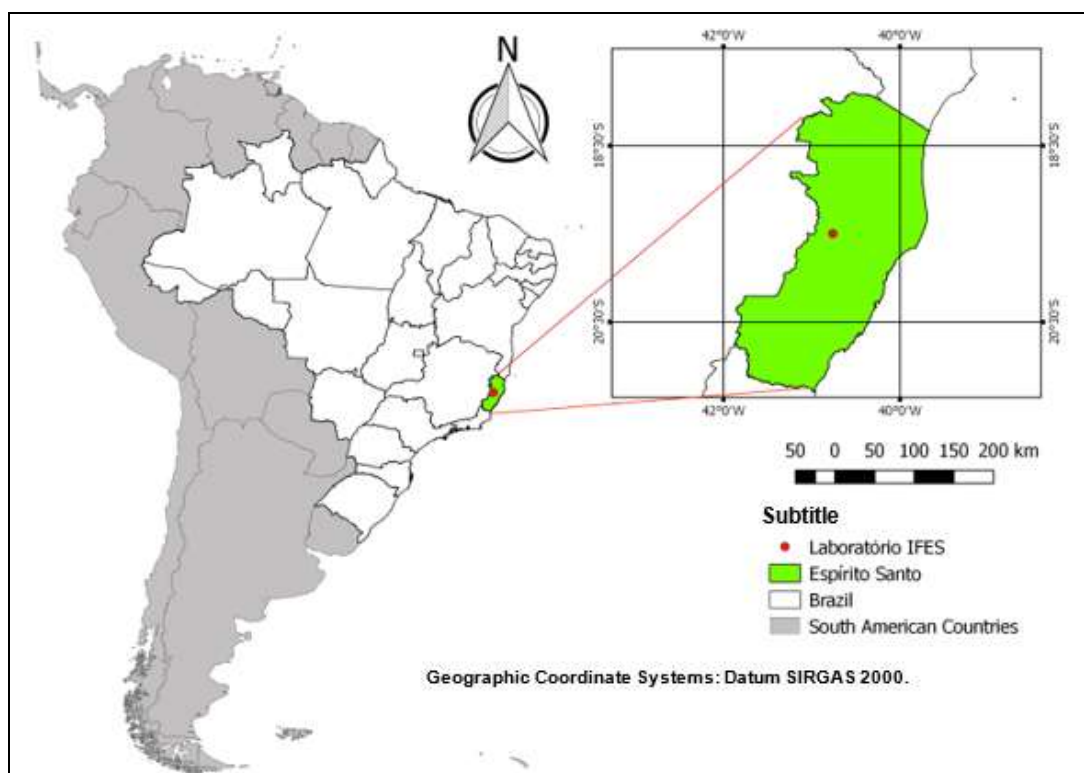 N
42°0'W 40°0'W
18°30'S 18°30'S
20°30'S 20°30'S
42°0'W 40°0'W
50 0 50 100 150 200 km
Subtitle
Laboratório IFES
Espírito Santo
Brazil
South American Countries
Geographic Coordinate Systems: Datum SIRGAS 2000.